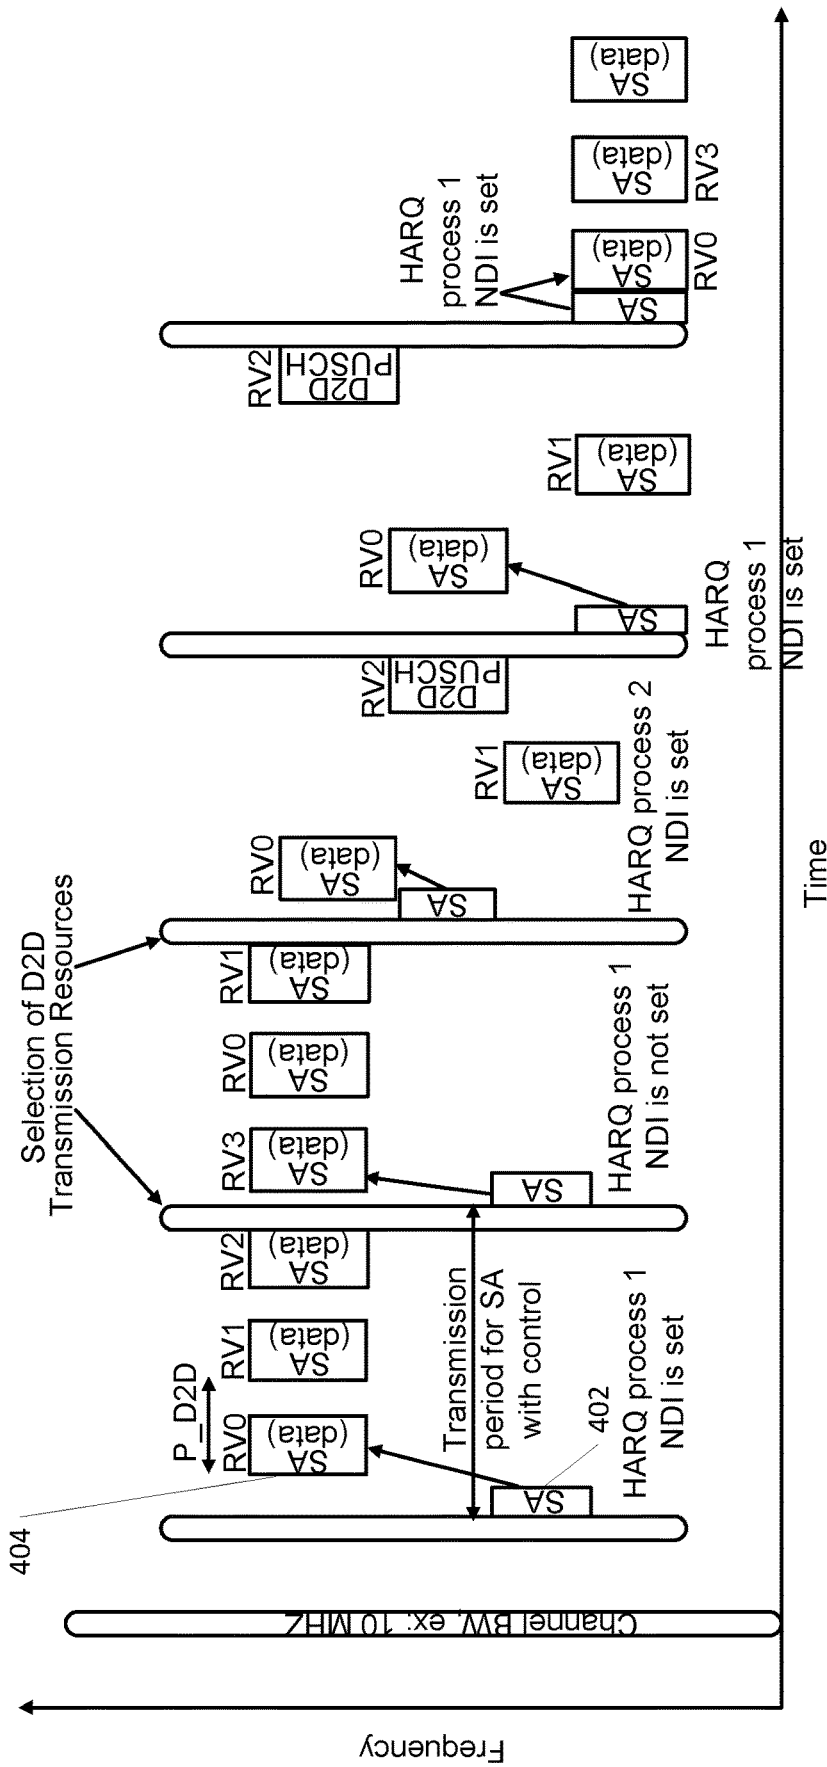 Frequency
Channel BW, ex: 10 MHZ
404
P_D2D
RV0
SA
(data)
RV1
SA
(data)
RV2
SA
(data)
Transmission
period for SA
with control
SA
402
HARQ process 1
NDI is set
Selection of D2D
Transmission Resources
RV3
SA
(data)
RV0
SA
(data)
RV1
SA
(data)
SA
HARQ process 1
NDI is not set
RV0
SA
(data)
SA
RV1
SA
(data)
RV2
D2D
PUSCH
HARQ process 2
NDI is set
RV0
SA
(data)
SA
RV1
SA
(data)
RV2
D2D
PUSCH
HARQ
process 1
NDI is set
HARQ
process 1
NDI is set
SA
SA
(data)
RV0
SA
(data)
RV3
SA
(data)
Time